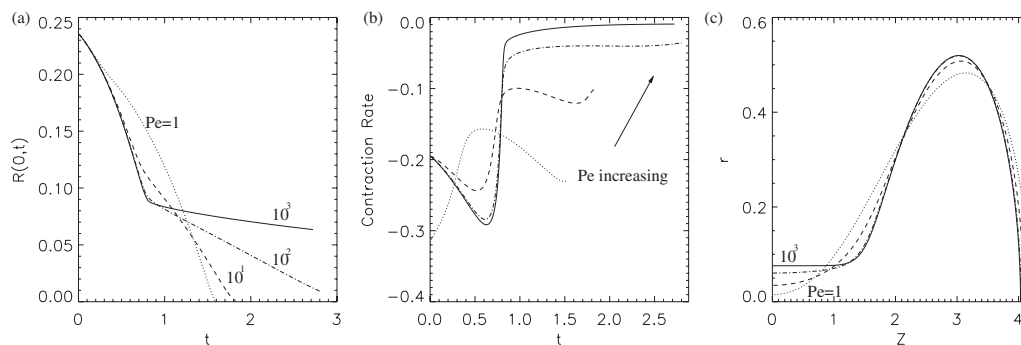 (a)
0.25
0.20
0.15
0.10
0.05
0.00
R(0,t)
Pe=1
10^3
10^2
10^1
0
1
2
3
t
(b)
0.0
−0.1
−0.2
−0.3
−0.4
Contraction Rate
Pe increasing
0.0
0.5
1.0
1.5
2.0
2.5
t
(c)
0.6
0.4
0.2
0.0
r
10^3
Pe=1
0
1
2
3
4
Z